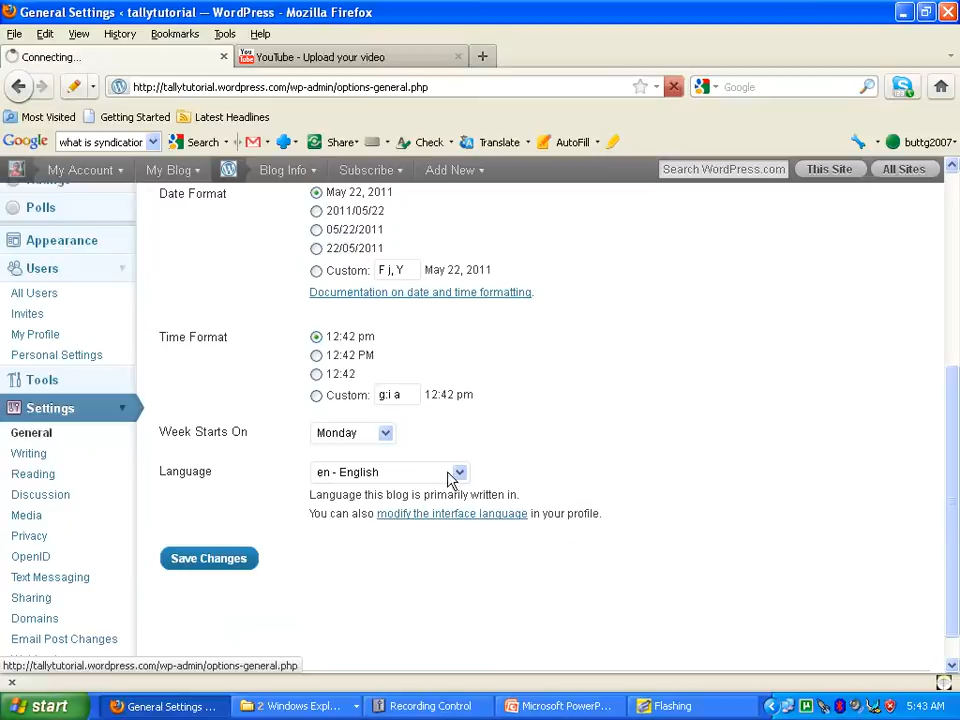 General Settings ‹ tallytutorial — WordPress - Mozilla Firefox
File Edit View History Bookmarks Tools Help
Connecting... YouTube - Upload your video
http://tallytutorial.wordpress.com/wp-admin/options-general.php Google
Most Visited Getting Started Latest Headlines
Google what is syndication Search Share Check Translate AutoFill buttg2007
My Account My Blog Blog Info Subscribe Add New Search WordPress.com This Site All Sites
Polls
Appearance
Users
All Users
Invites
My Profile
Personal Settings
Tools
Settings
General
Writing
Reading
Discussion
Media
Privacy
OpenID
Text Messaging
Sharing
Domains
Email Post Changes
Date Format
May 22, 2011
2011/05/22
05/22/2011
22/05/2011
Custom: F j, Y May 22, 2011
Documentation on date and time formatting.
Time Format
12:42 pm
12:42 PM
12:42
Custom: g:i a 12:42 pm
Week Starts On Monday
Language en - English
Language this blog is primarily written in.
You can also modify the interface language in your profile.
Save Changes
http://tallytutorial.wordpress.com/wp-admin/options-general.php
start General Settings ... 2 Windows Expl... Recording Control Microsoft PowerP... Flashing 5:43 AM